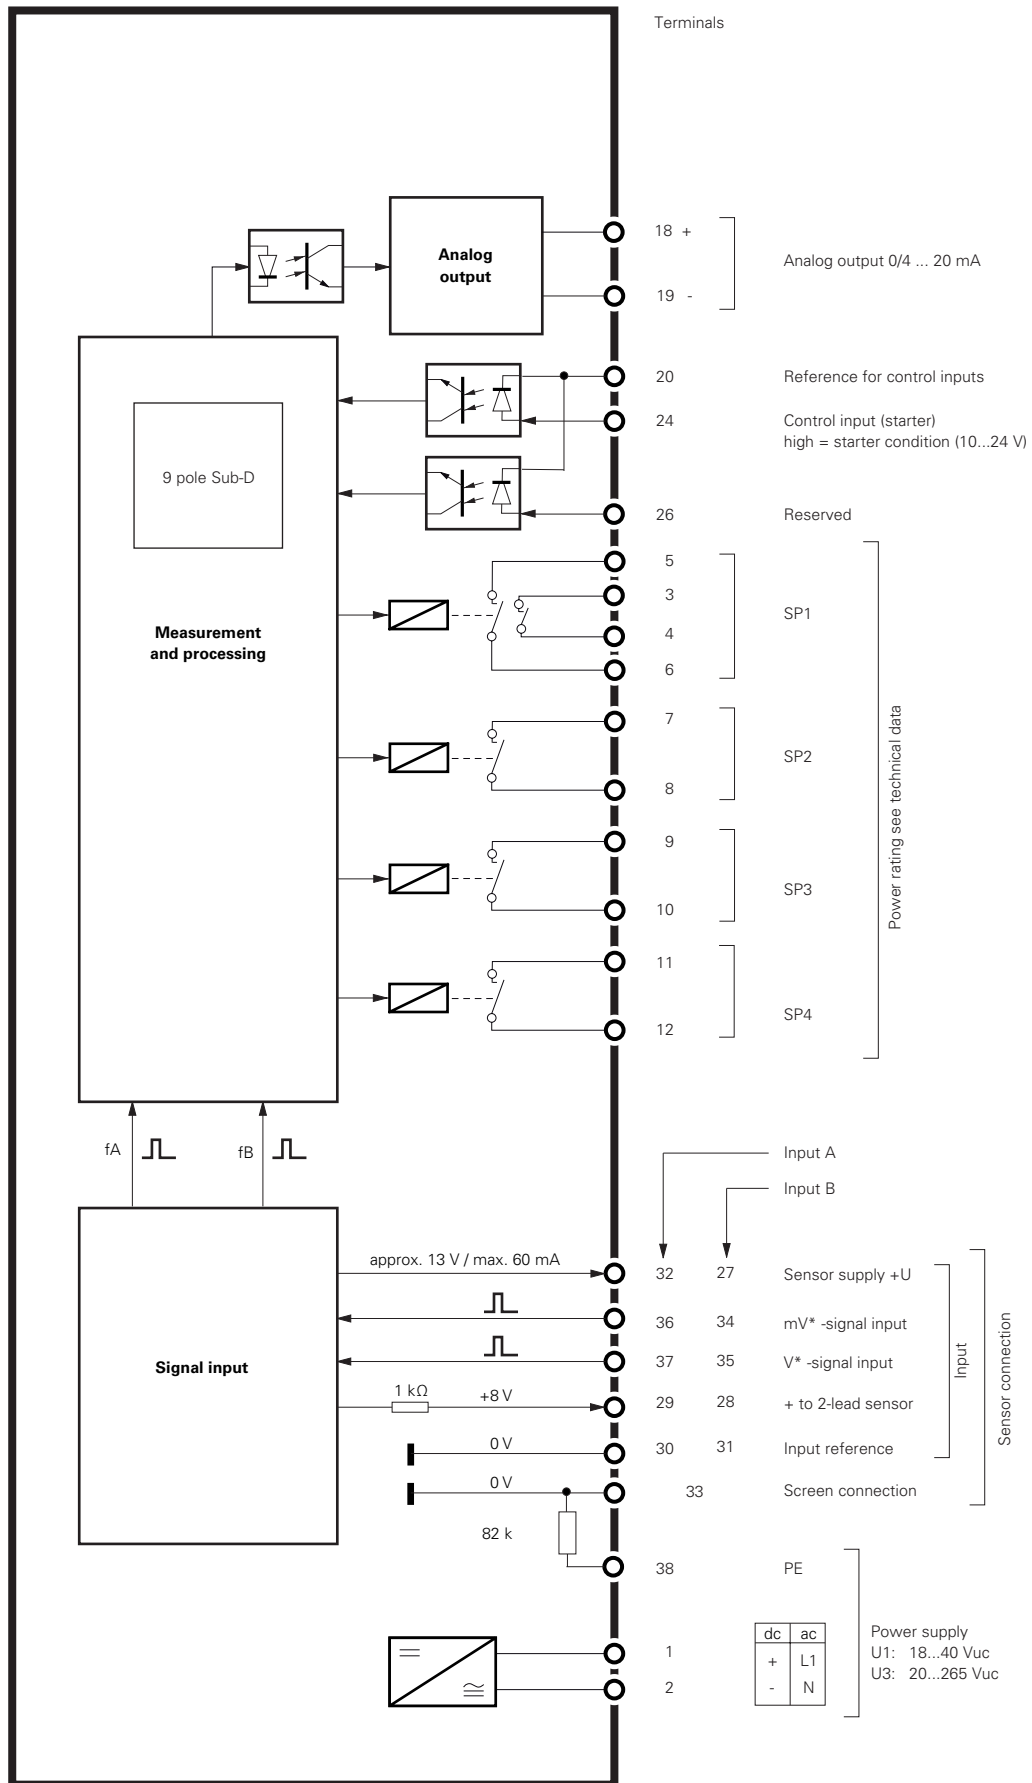 Terminals
18 +
Analog
output
Analog output 0/4 ... 20 mA
19 -
20
Reference for control inputs
24
Control input (starter)
high = starter condition (10...24 V)
9 pole Sub-D
26
Reserved
5
3
SP1
4
6
Measurement
and processing
7
SP2
8
Power rating see technical data
9
SP3
10
11
SP4
12
fA
fB
Input A
Input B
approx. 13 V / max. 60 mA
32
27
Sensor supply +U
36
34
mV* -signal input
37
35
V* -signal input
Signal input
1 kΩ
+8 V
29
28
+ to 2-lead sensor
0 V
30
31
Input reference
Input
Sensor connection
0 V
33
Screen connection
82 k
38
PE
dc ac
+ L1
- N
1
2
Power supply
U1: 18...40 Vuc
U3: 20...265 Vuc